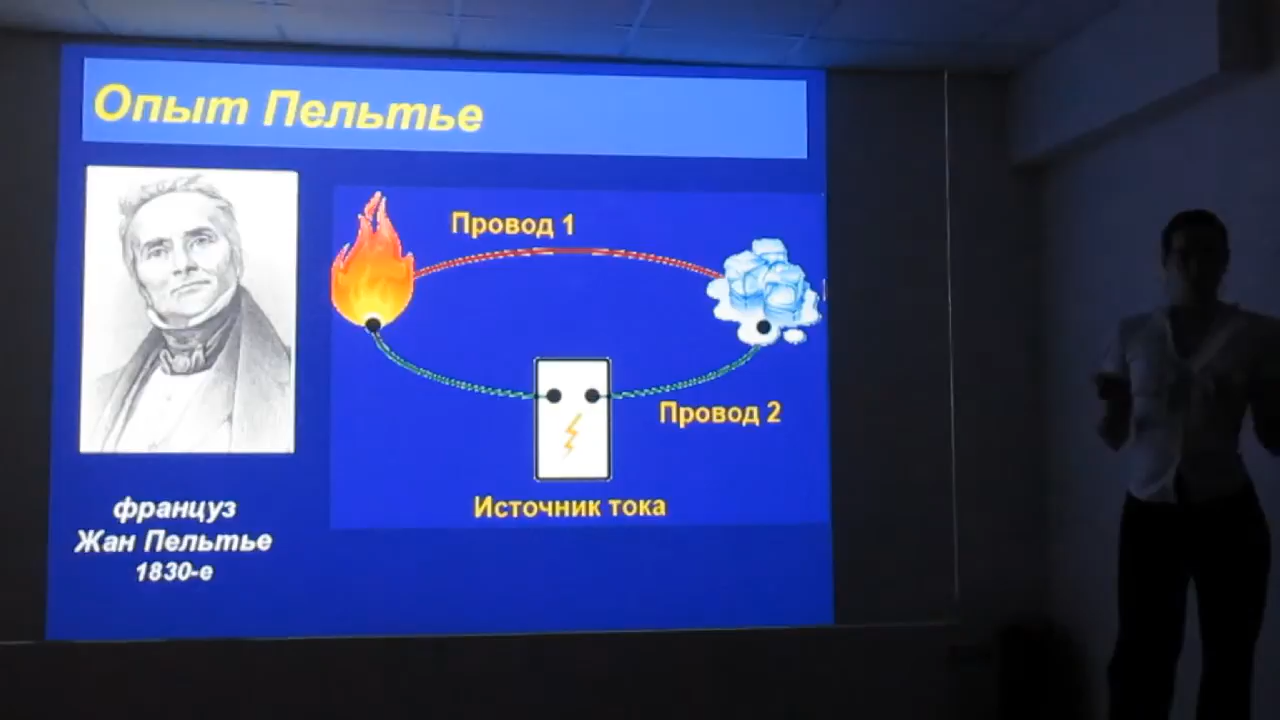 Опыт Пельтье
Провод 1
Провод 2
Источник тока
француз
Жан Пельтье
1830-е